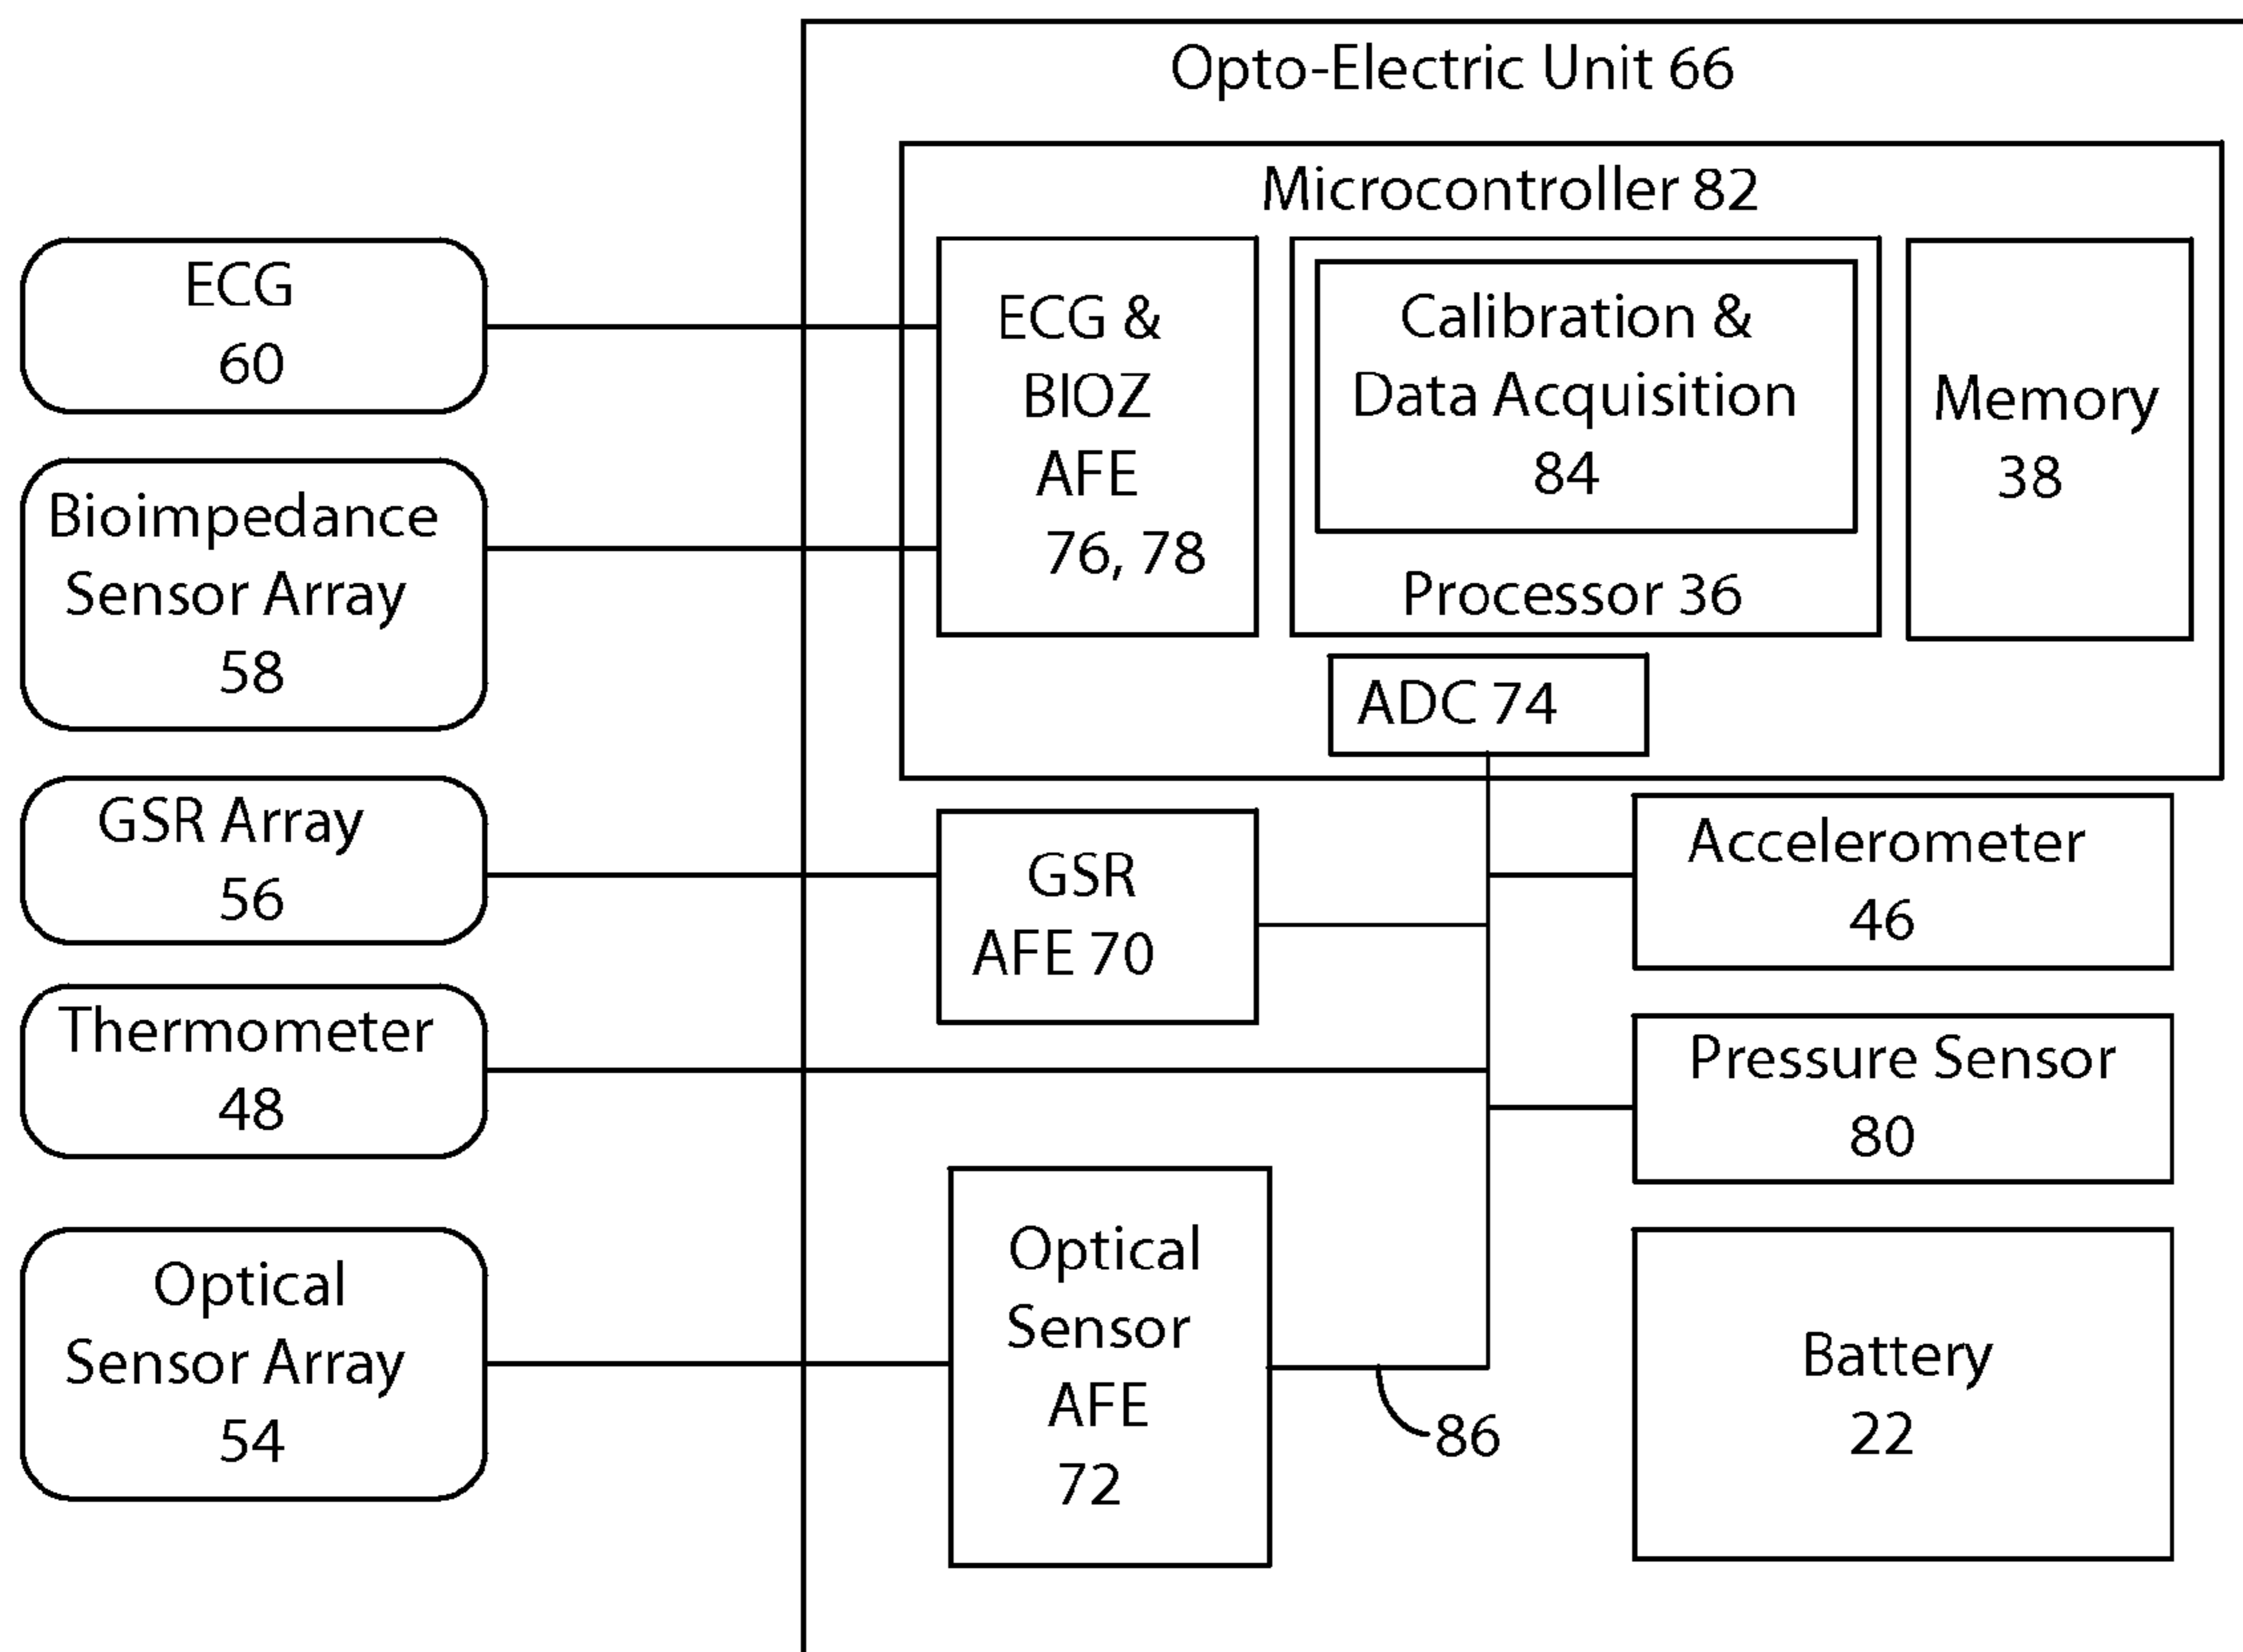 Opto-Electric Unit 66
Microcontroller 82
ECG
60
Bioimpedance
Sensor Array
58
GSR Array
56
Thermometer
48
Optical
Sensor Array
54
ECG &
BIOZ
AFE
76, 78
Calibration &
Data Acquisition
84
Processor 36
Memory
38
ADC 74
GSR
AFE 70
Accelerometer
46
Pressure Sensor
80
Optical
Sensor
AFE
72
86
Battery
22